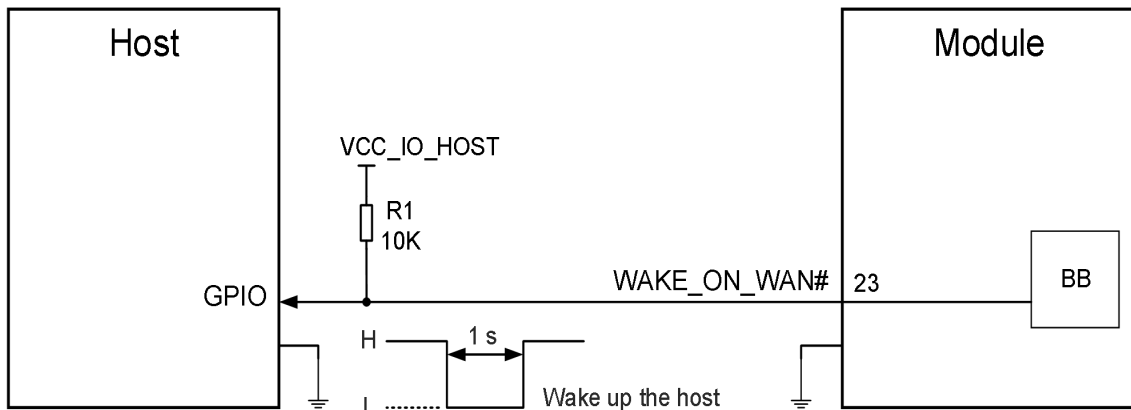 Host
Module
VCC_IO_HOST
R1
10K
GPIO
WAKE_ON_WAN#
23
BB
H
1 s
L
Wake up the host